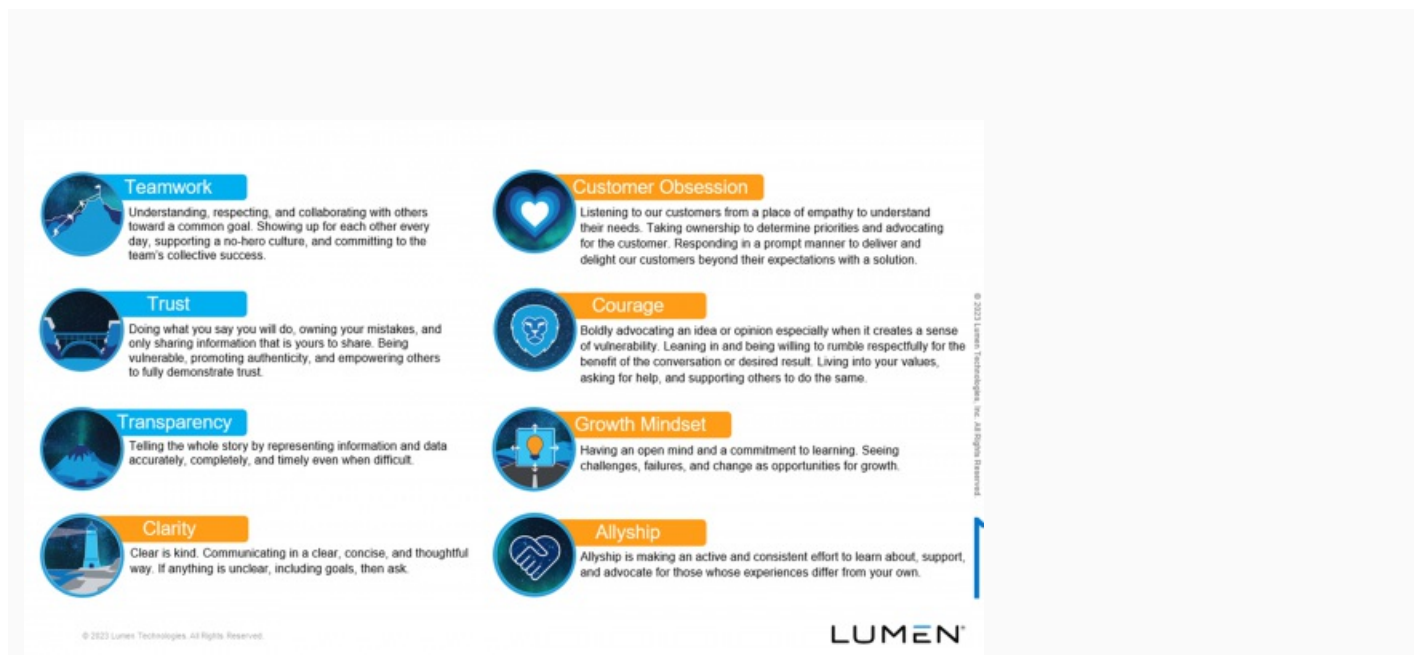 Teamwork
Understanding, respecting, and collaborating with others
toward a common goal. Showing up for each other every
day, supporting a no-hero culture, and committing to the
team's collective success.
Trust
Doing what you say you will do, owning your mistakes, and
only sharing information that is yours to share. Being
vulnerable, promoting authenticity, and empowering others
to fully demonstrate trust.
Transparency
Telling the whole story by representing information and data
accurately, completely, and timely even when difficult.
Clarity
Clear is kind. Communicating in a clear, concise, and thoughtful
way. If anything is unclear, including goals, then ask.
Customer Obsession
Listening to our customers from a place of empathy to understand
their needs. Taking ownership to determine priorities and advocating
for the customer. Responding in a prompt manner to deliver and
delight our customers beyond their expectations with a solution.
Courage
Boldly advocating an idea or opinion especially when it creates a sense
of vulnerability. Leaning in and being willing to rumble respectfully for the
benefit of the conversation or desired result. Living into your values,
asking for help, and supporting others to do the same.
Growth Mindset
Having an open mind and a commitment to learning. Seeing
challenges, failures, and change as opportunities for growth.
Allyship
Allyship is making an active and consistent effort to learn about, support,
and advocate for those whose experiences differ from your own.
© 2023 Lumen Technologies, Inc. All Rights Reserved.
© 2023 Lumen Technologies. All Rights Reserved.
LUMEN®